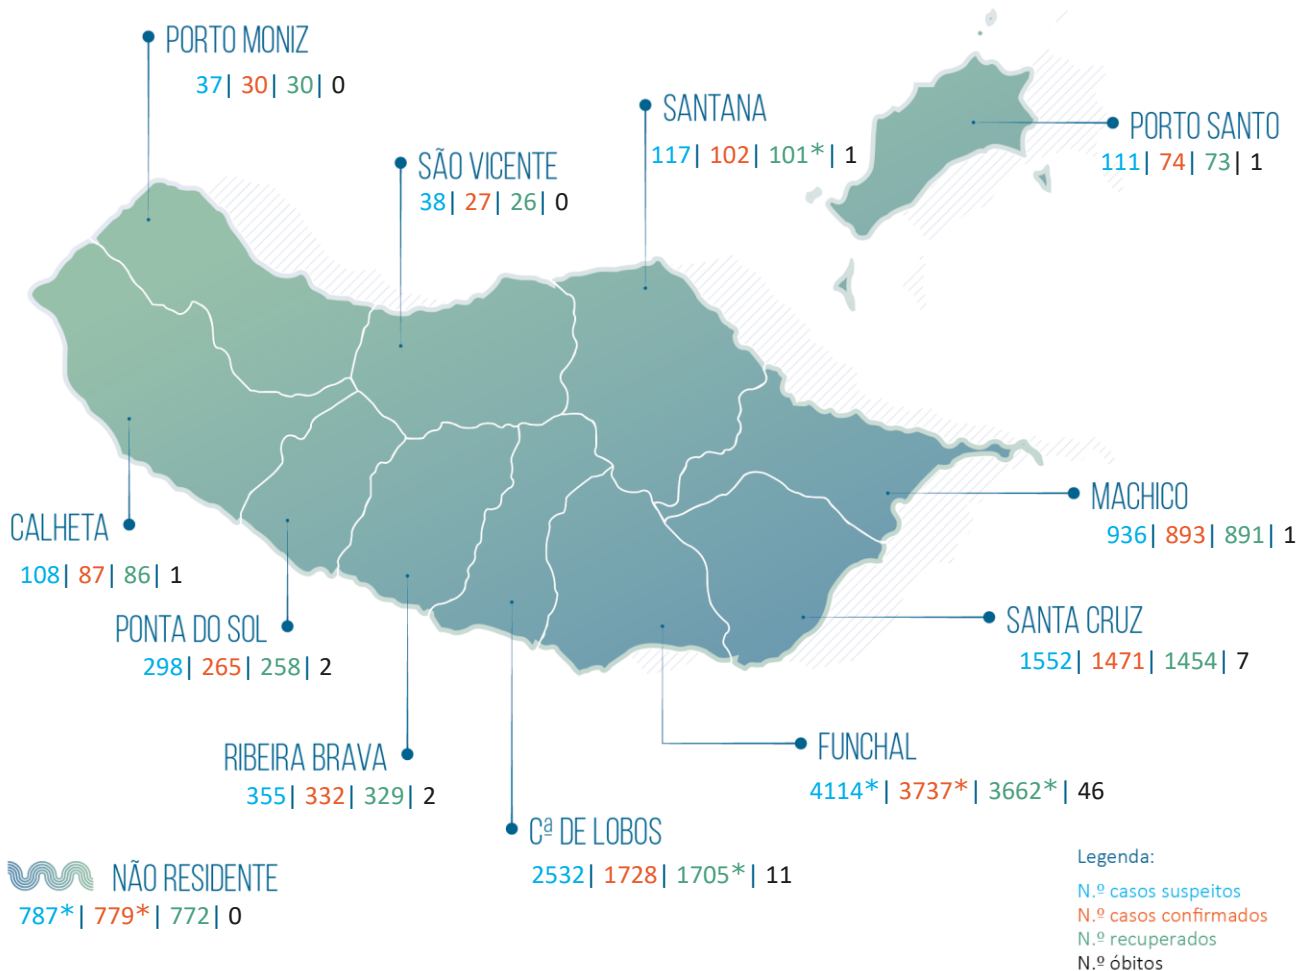 PORTO MONIZ
37| 30| 30| 0
SANTANA
117| 102| 101*| 1
PORTO SANTO
111| 74| 73| 1
SÃO VICENTE
38| 27| 26| 0
MACHICO
936| 893| 891| 1
CALHETA
108| 87| 86| 1
PONTA DO SOL
298| 265| 258| 2
SANTA CRUZ
1552| 1471| 1454| 7
RIBEIRA BRAVA
355| 332| 329| 2
FUNCHAL
4114*| 3737*| 3662*| 46
Cª DE LOBOS
2532| 1728| 1705*| 11
NÃO RESIDENTE
787*| 779*| 772| 0
Legenda:
N.º casos suspeitos
N.º casos confirmados
N.º recuperados
N.º óbitos